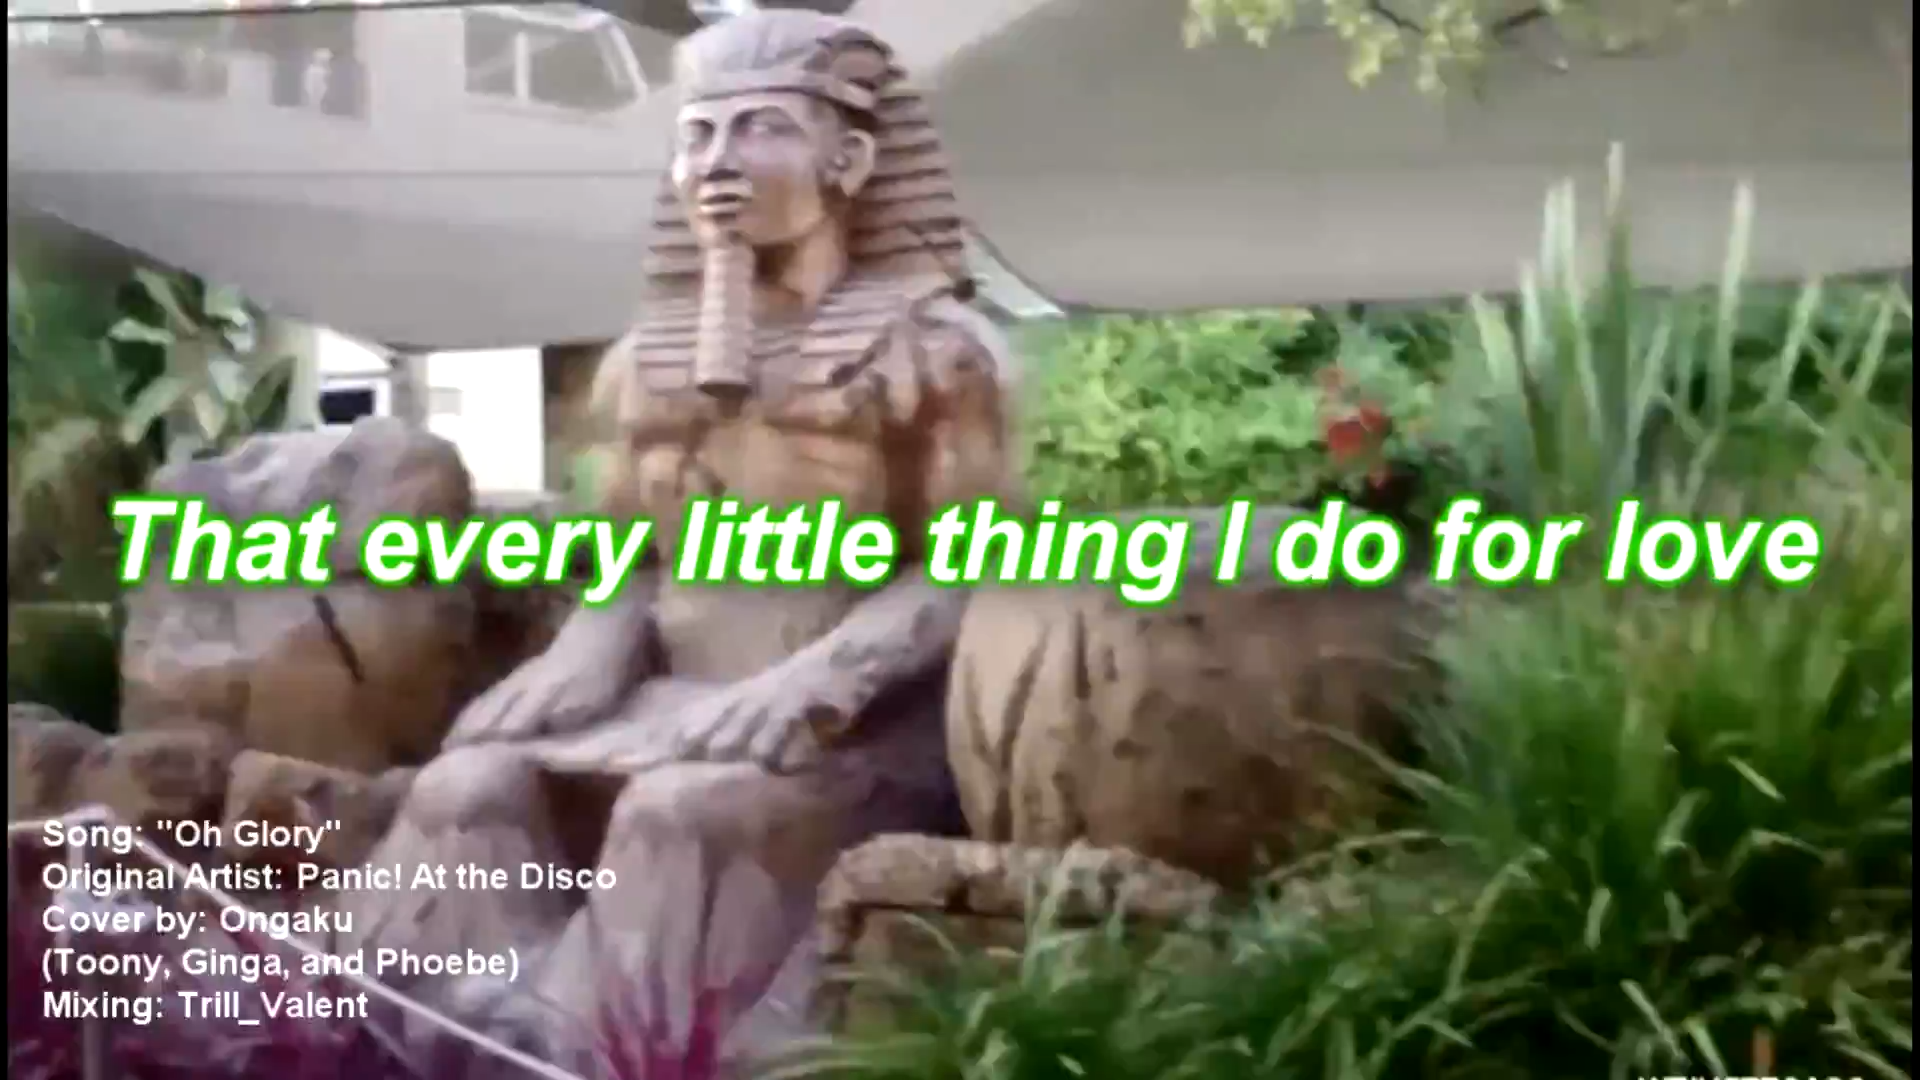 That every little thing I do for love
Song: "Oh Glory"
Original Artist: Panic! At the Disco
Cover by: Ongaku
(Toony, Ginga, and Phoebe)
Mixing: Trill_Valent